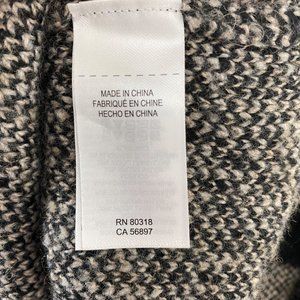 MADE IN CHINA
FABRIQUÉ EN CHINE
HECHO EN CHINA
RN 80318
CA 56897